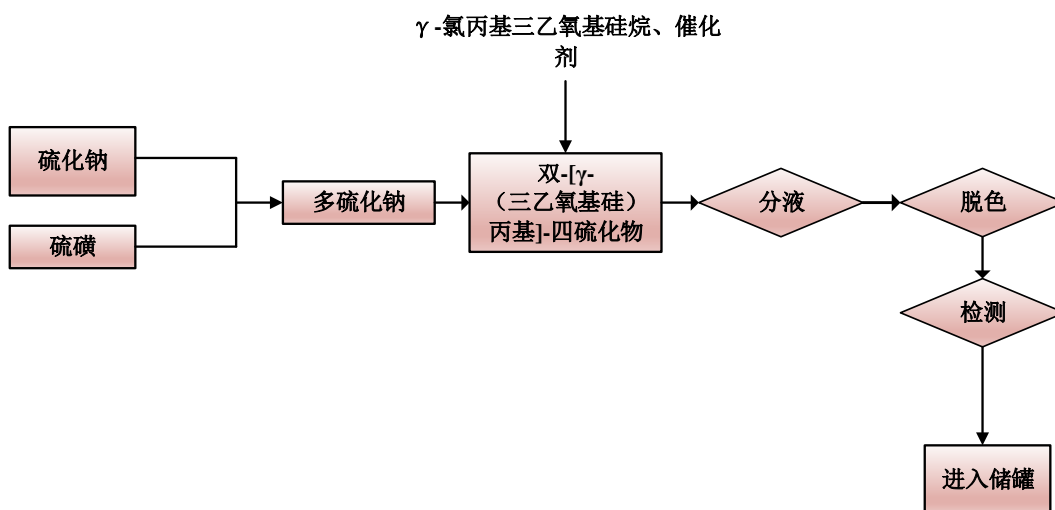 γ-氯丙基三乙氧基硅烷、催化
剂
硫化钠
硫磺
多硫化钠
双-[γ-
（三乙氧基硅）
丙基]-四硫化物
分液
脱色
检测
进入储罐